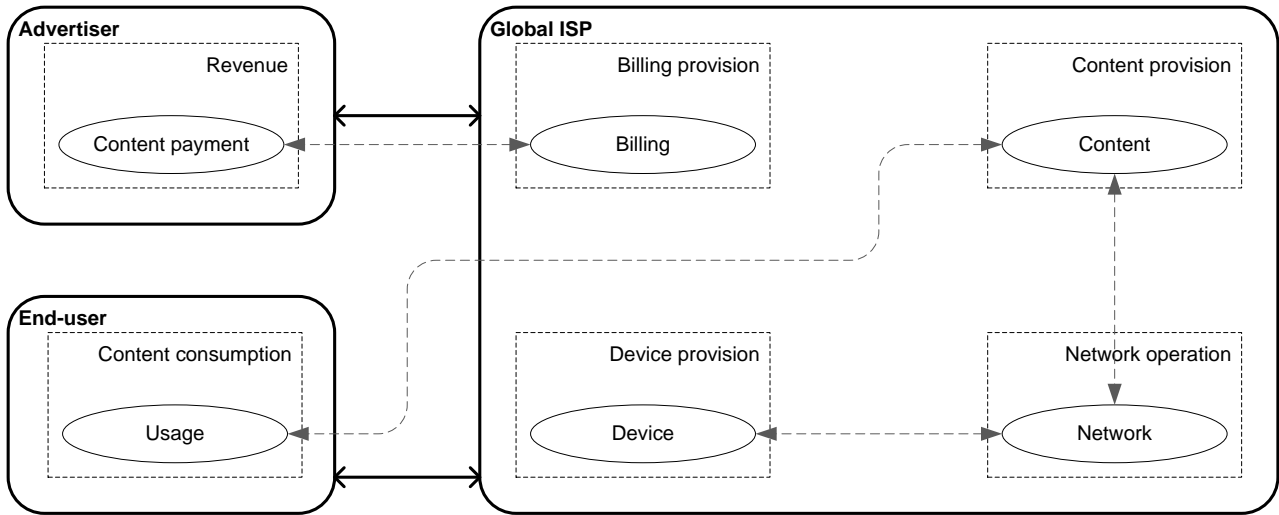 Advertiser
Revenue
Content payment
Global ISP
Billing provision
Billing
Content provision
Content
End-user
Content consumption
Usage
Device provision
Device
Network operation
Network